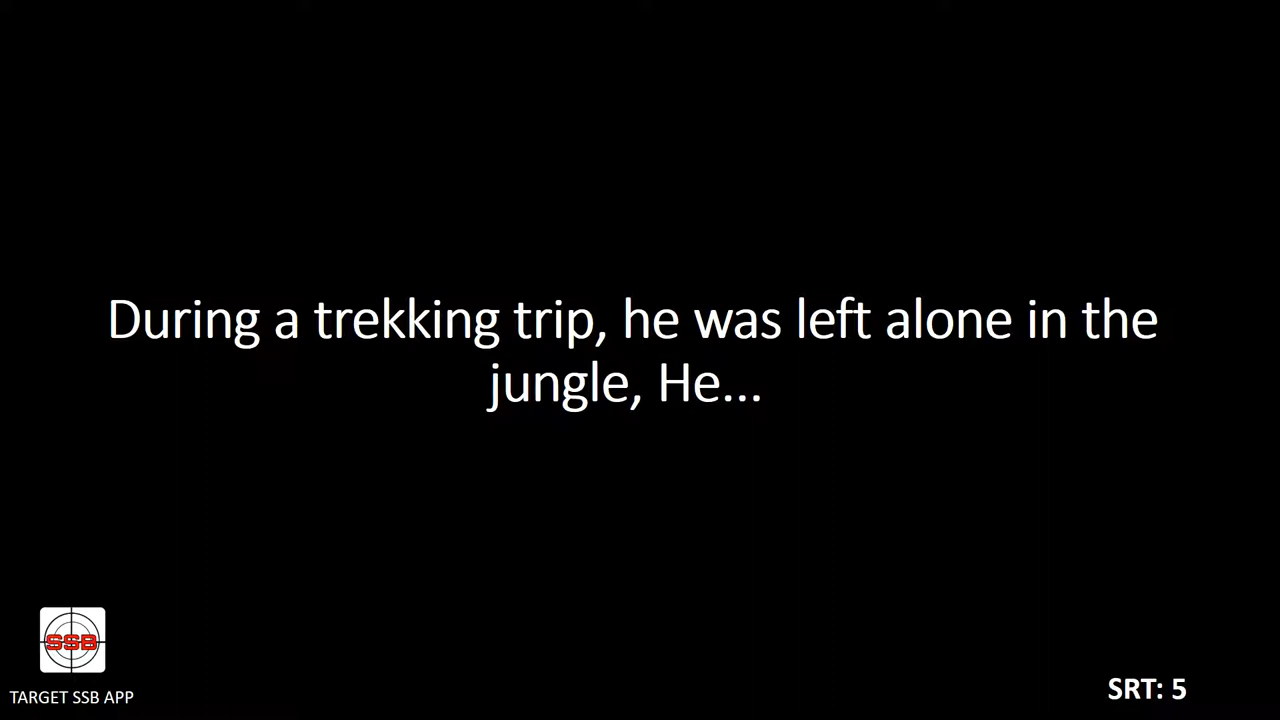 During a trekking trip, he was left alone in the
jungle, He...
SSB
TARGET SSB APP
SRT: 5